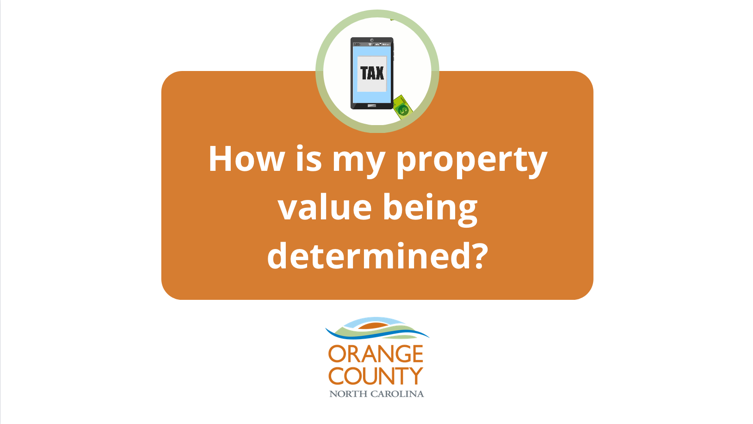 TAX
How is my property
value being
determined?
ORANGE
COUNTY
NORTH CAROLINA